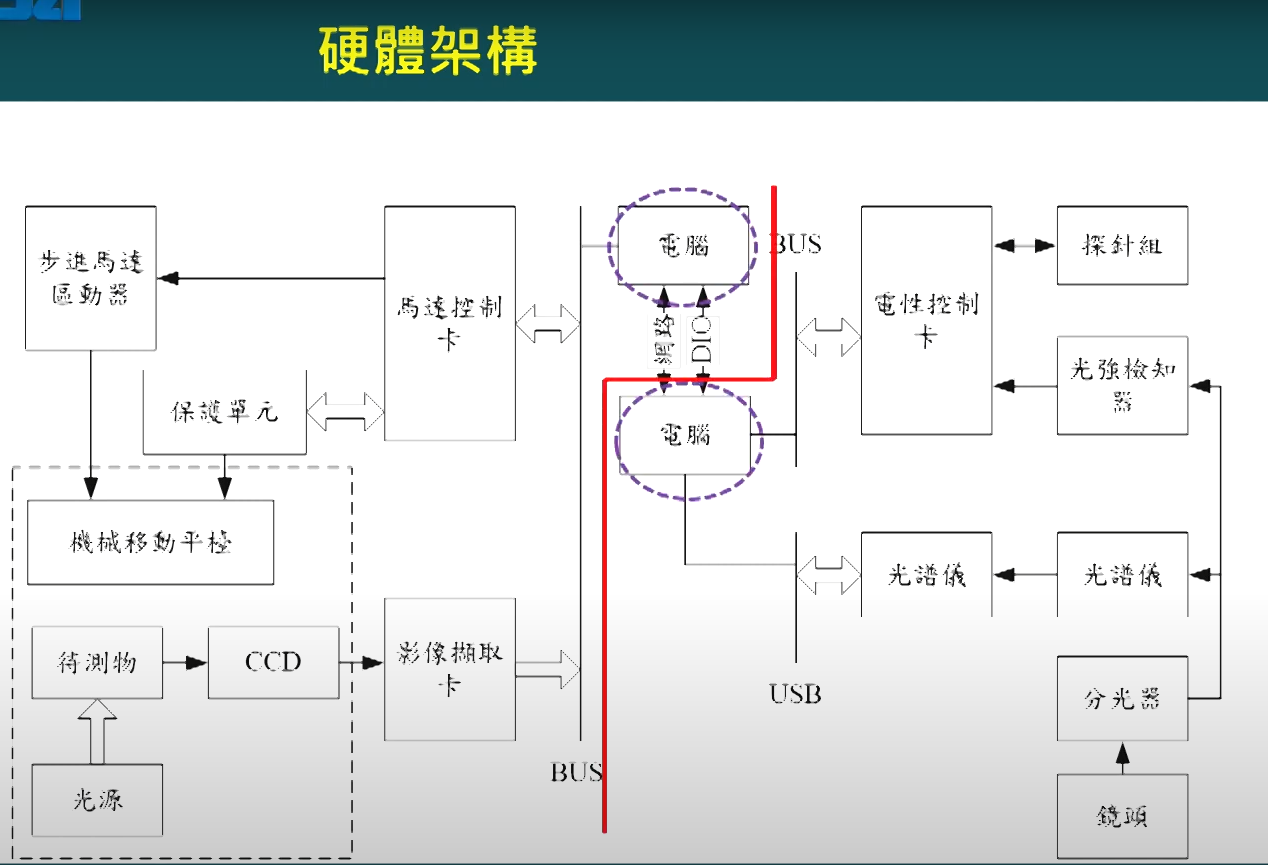 硬體架構
步進馬達
區動器
馬達控制
卡
保護單元
機械移動平檯
待測物
CCD
影像擷取
卡
光源
BUS
電腦
網路
DIO
電腦
BUS
電性控制
卡
探針組
光強檢知
器
光譜儀
光譜儀
USB
分光器
鏡頭